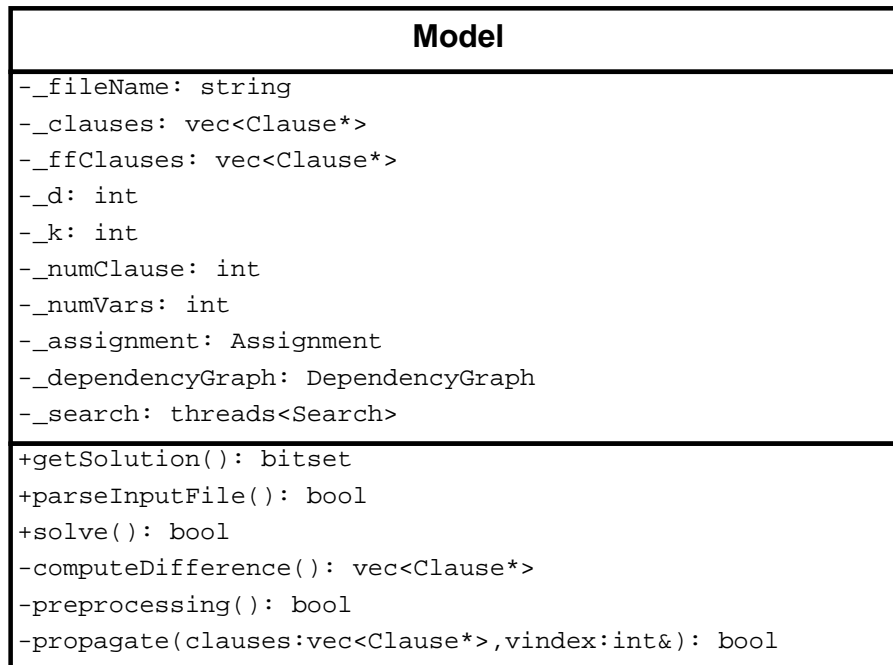 Model
-_fileName: string
-_clauses: vec<Clause*>
-_ffClauses: vec<Clause*>
-_d: int
-_k: int
-_numClause: int
-_numVars: int
-_assignment: Assignment
-_dependencyGraph: DependencyGraph
-_search: threads<Search>
+getSolution(): bitset
+parseInputFile(): bool
+solve(): bool
-computeDifference(): vec<Clause*>
-preprocessing(): bool
-propagate(clauses:vec<Clause*>,vindex:int&): bool